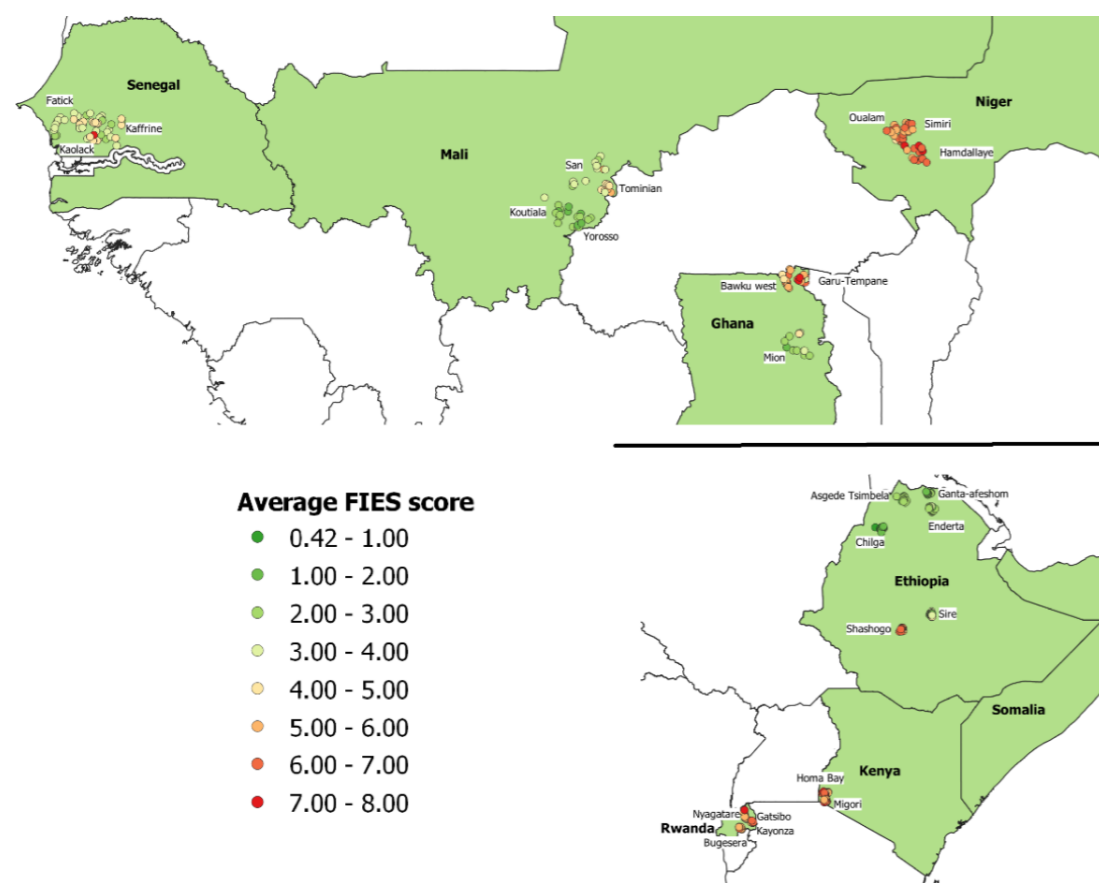 Senegal
Fatick
Kaffrine
Kaolack
Mali
San
Tominian
Koutiala
Yorosso
Niger
Oualam
Simiri
Hamdallaye
Bawku west
Garu-Tempane
Ghana
Mion
Average FIES score
0.42 - 1.00
1.00 - 2.00
2.00 - 3.00
3.00 - 4.00
4.00 - 5.00
5.00 - 6.00
6.00 - 7.00
7.00 - 8.00
Asgede Tsimbela
Ganta-afeshom
Enderta
Chilga
Ethiopia
Sire
Shashogo
Somalia
Kenya
Homa Bay
Migori
Nyagatare
Gatsibo
Rwanda
Kayonza
Bugesera